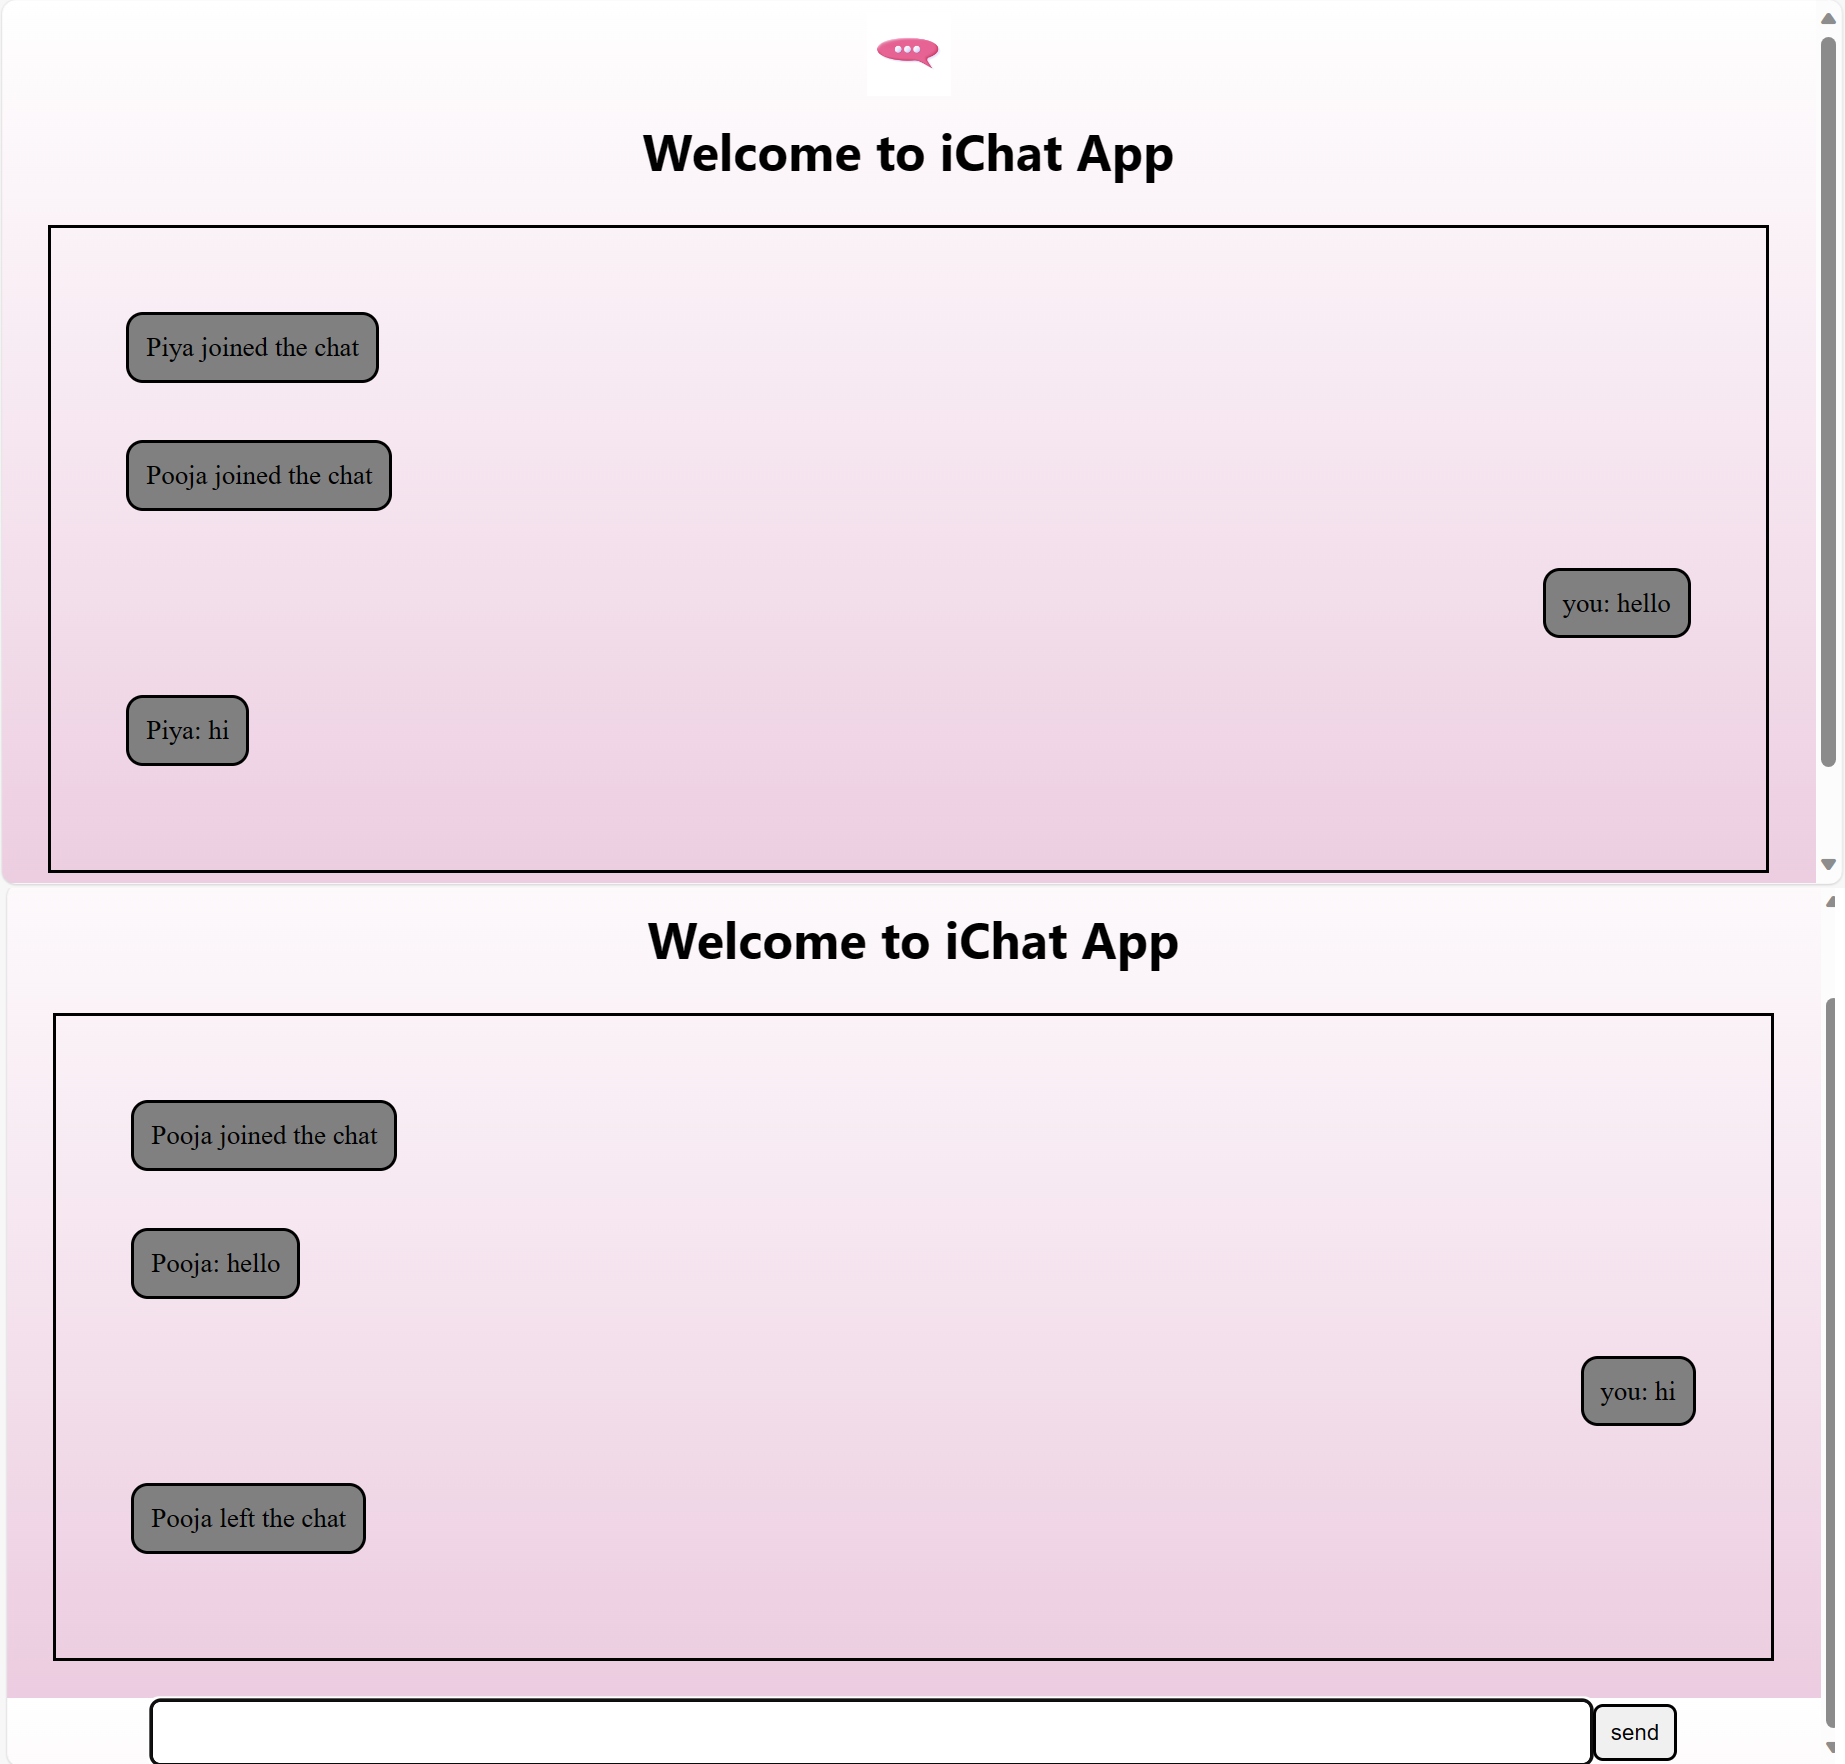 Welcome to iChat App
Piya joined the chat
Pooja joined the chat
you: hello
Piya: hi
Welcome to iChat App
Pooja joined the chat
Pooja: hello
you: hi
Pooja left the chat
send